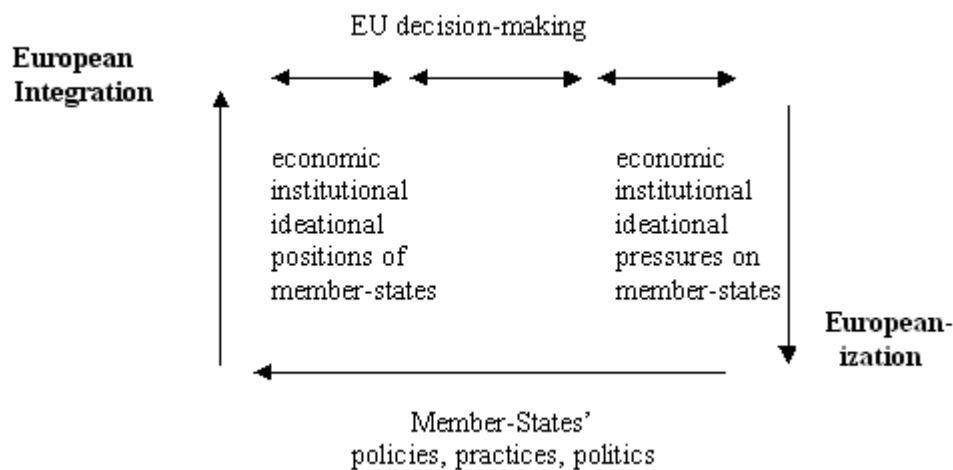 EU decision-making
European
Integration
economic
institutional
ideational
positions of
member-states
economic
institutional
ideational
pressures on
member-states
European-
ization
Member-States’
policies, practices, politics